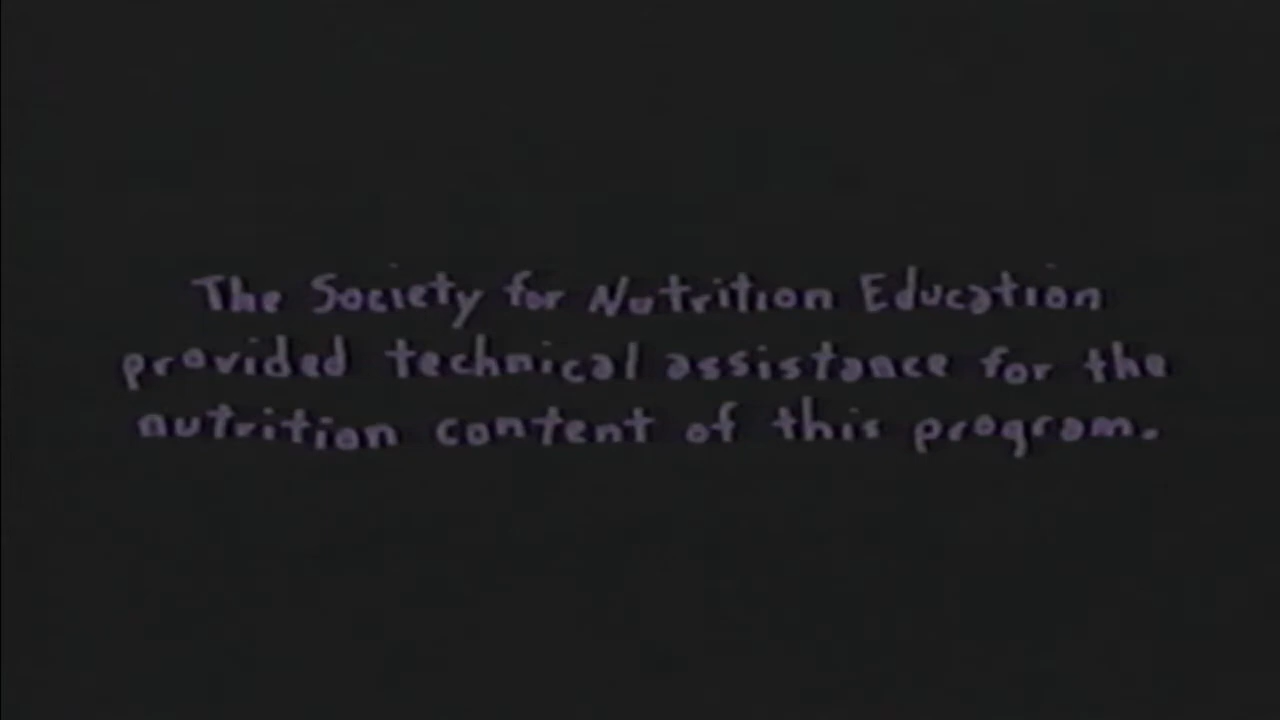 The Society for Nutrition Education
provided technical assistance for the
nutrition content of this program.